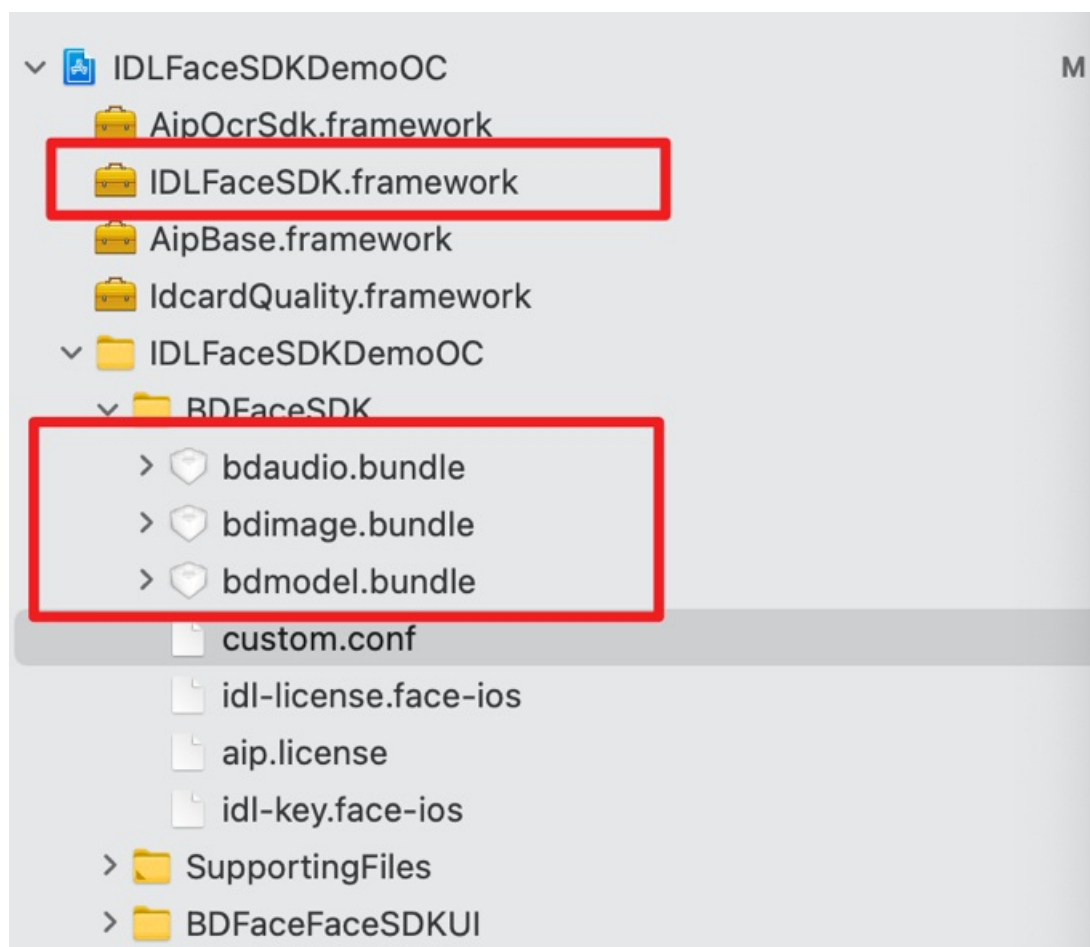 IDLFaceSDKDemoOC M
AipOcrSdk.framework
IDLFaceSDK.framework
AipBase.framework
IdcardQuality.framework
IDLFaceSDKDemoOC
BDFaceSDK
bdaudio.bundle
bdimage.bundle
bdmodel.bundle
custom.conf
idl-license.face-ios
aip.license
idl-key.face-ios
SupportingFiles
BDFaceFaceSDKUI